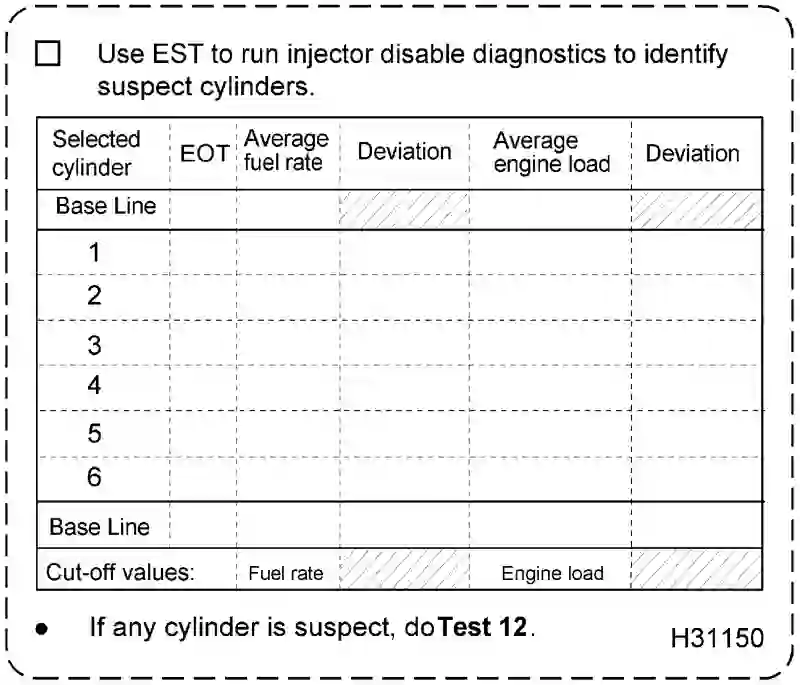 Use EST to run injector disable diagnostics to identify
suspect cylinders.
Selected cylinder EOT Average fuel rate Deviation Average engine load Deviation
Base Line
1
2
3
4
5
6
Base Line
Cut-off values: Fuel rate Engine load
If any cylinder is suspect, do Test 12.
H31150